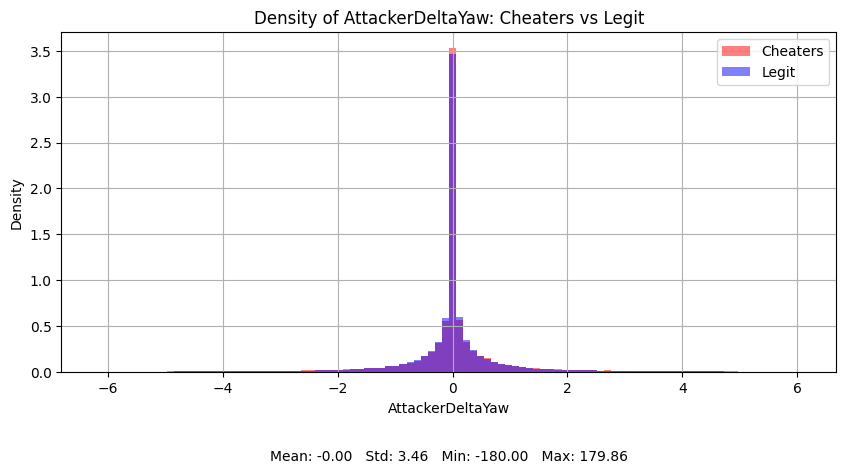 Density of AttackerDeltaYaw: Cheaters vs Legit
Cheaters
Legit
Density
3.5
3.0
2.5
2.0
1.5
1.0
0.5
0.0
−6
−4
−2
0
2
4
6
AttackerDeltaYaw
Mean: -0.00 Std: 3.46 Min: -180.00 Max: 179.86